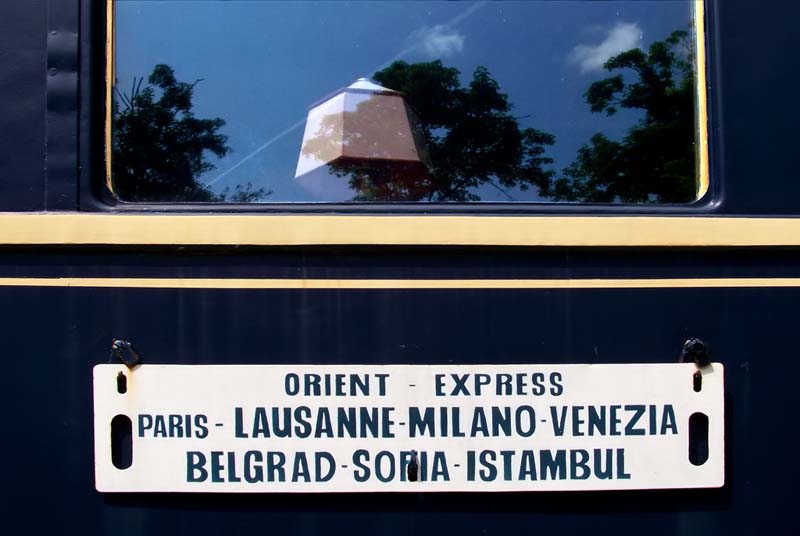 ORIENT - EXPRESS
PARIS - LAUSANNE - MILANO - VENEZIA
BELGRAD - SOFIA - ISTAMBUL